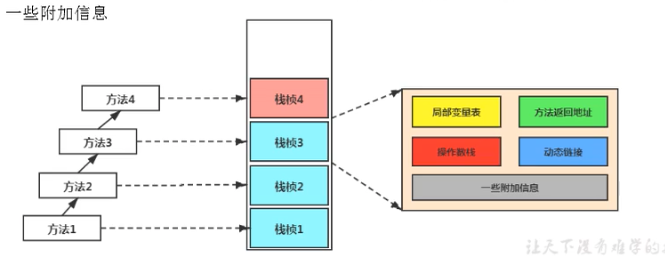 一些附加信息
方法4
栈桢4
局部变量表
方法返回地址
方法3
栈桢3
操作数栈
动态链接
方法2
栈桢2
一些附加信息
方法1
栈桢1
让天下没有难学的